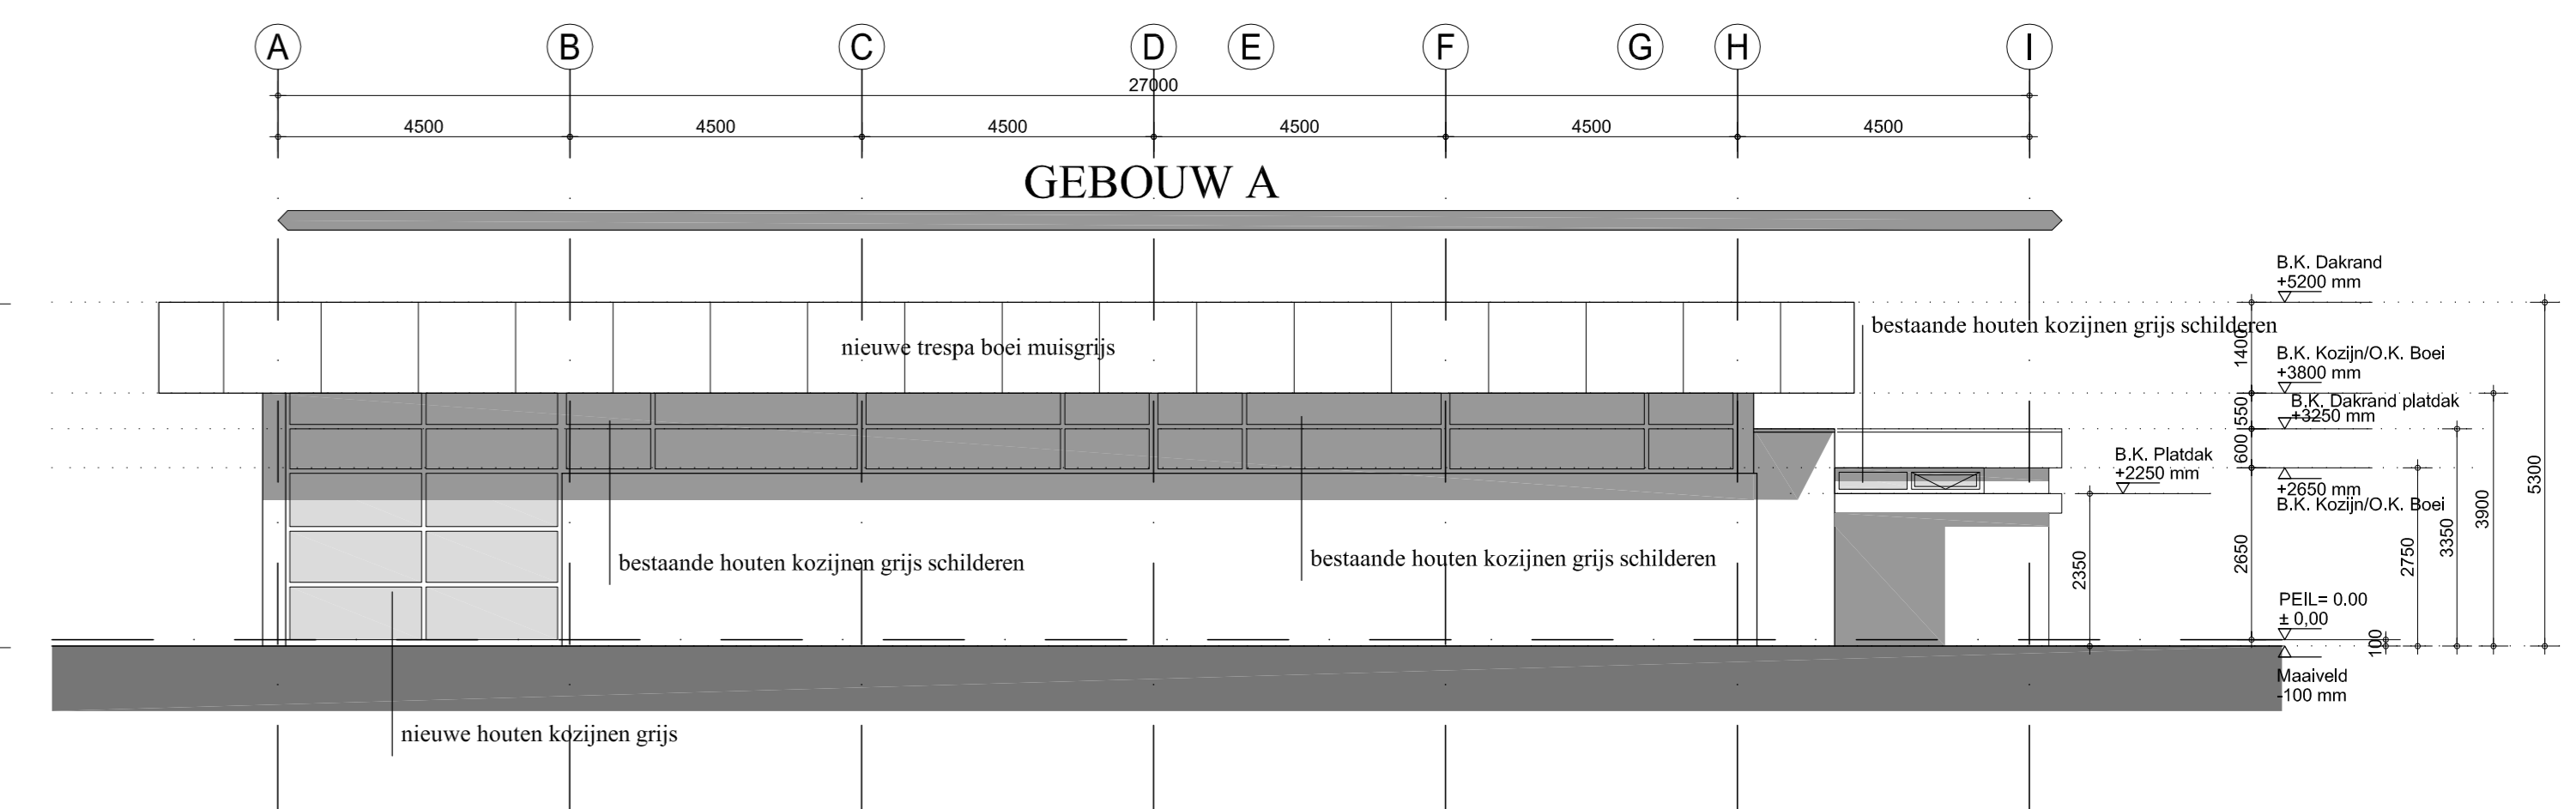 A B C D E F G H I
27000
4500 4500 4500 4500 4500 4500
GEBOUW A
B.K. Dakrand
+5200 mm
nieuwe trespa boei muisgrijs
bestaande houten kozijnen grijs schilderen
1400
B.K. Kozijn/O.K. Boei
+3800 mm
550
B.K. Dakrand platdak
+3250 mm
600
B.K. Platdak
+2250 mm
+2650 mm
B.K. Kozijn/O.K. Boei
5300
3900
3350
2750
2650
2350
bestaande houten kozijnen grijs schilderen
bestaande houten kozijnen grijs schilderen
PEIL= 0.00
± 0,00
100
Maaiveld
-100 mm
nieuwe houten kozijnen grijs